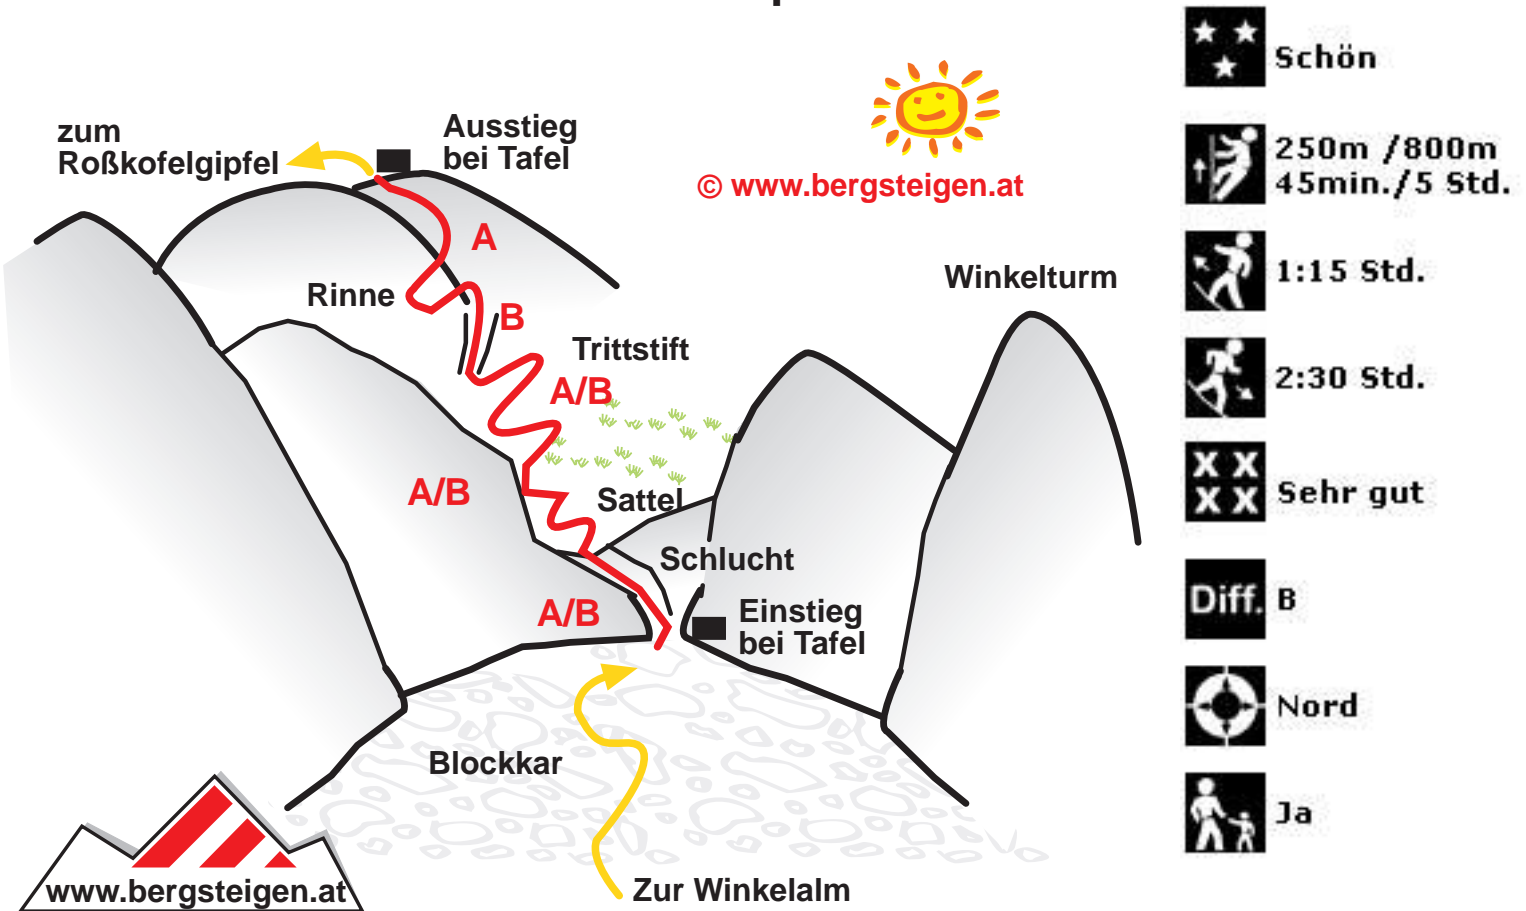 zum
Roßkofelgipfel
Ausstieg
bei Tafel
© www.bergsteigen.at
A
Rinne
B
Trittstift
A/B
Winkelturm
A/B
Sattel
Schlucht
A/B
Einstieg
bei Tafel
Blockkar
Zur Winkelalm
www.bergsteigen.at
Schön
250m /800m
45min./5 Std.
1:15 Std.
2:30 Std.
X X
X X
Sehr gut
Diff. B
Nord
Ja